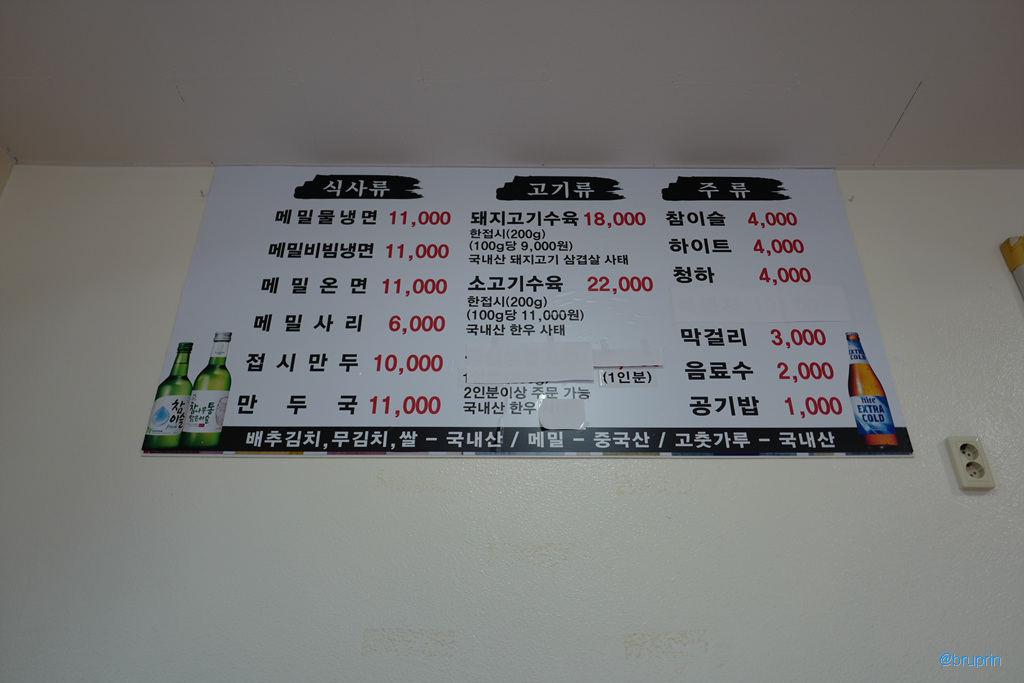 식사류
메밀물냉면 11,000
메밀비빔냉면 11,000
메밀온면 11,000
메밀사리 6,000
접시만두 10,000
만두국 11,000
고기류
돼지고기수육 18,000
한접시(200g)
(100g당 9,000원)
국내산 돼지고기 삼겹살 사태
소고기수육 22,000
한접시(200g)
(100g당 11,000원)
국내산 한우 사태
(1인분)
2인분이상 주문 가능
국내산 한우
주류
참이슬 4,000
하이트 4,000
청하 4,000
막걸리 3,000
음료수 2,000
공기밥 1,000
참이슬
EXTRA COLD
hite
EXTRA
COLD
배추김치,무김치,쌀 - 국내산 / 메밀 - 중국산 / 고춧가루 - 국내산
@bruprin